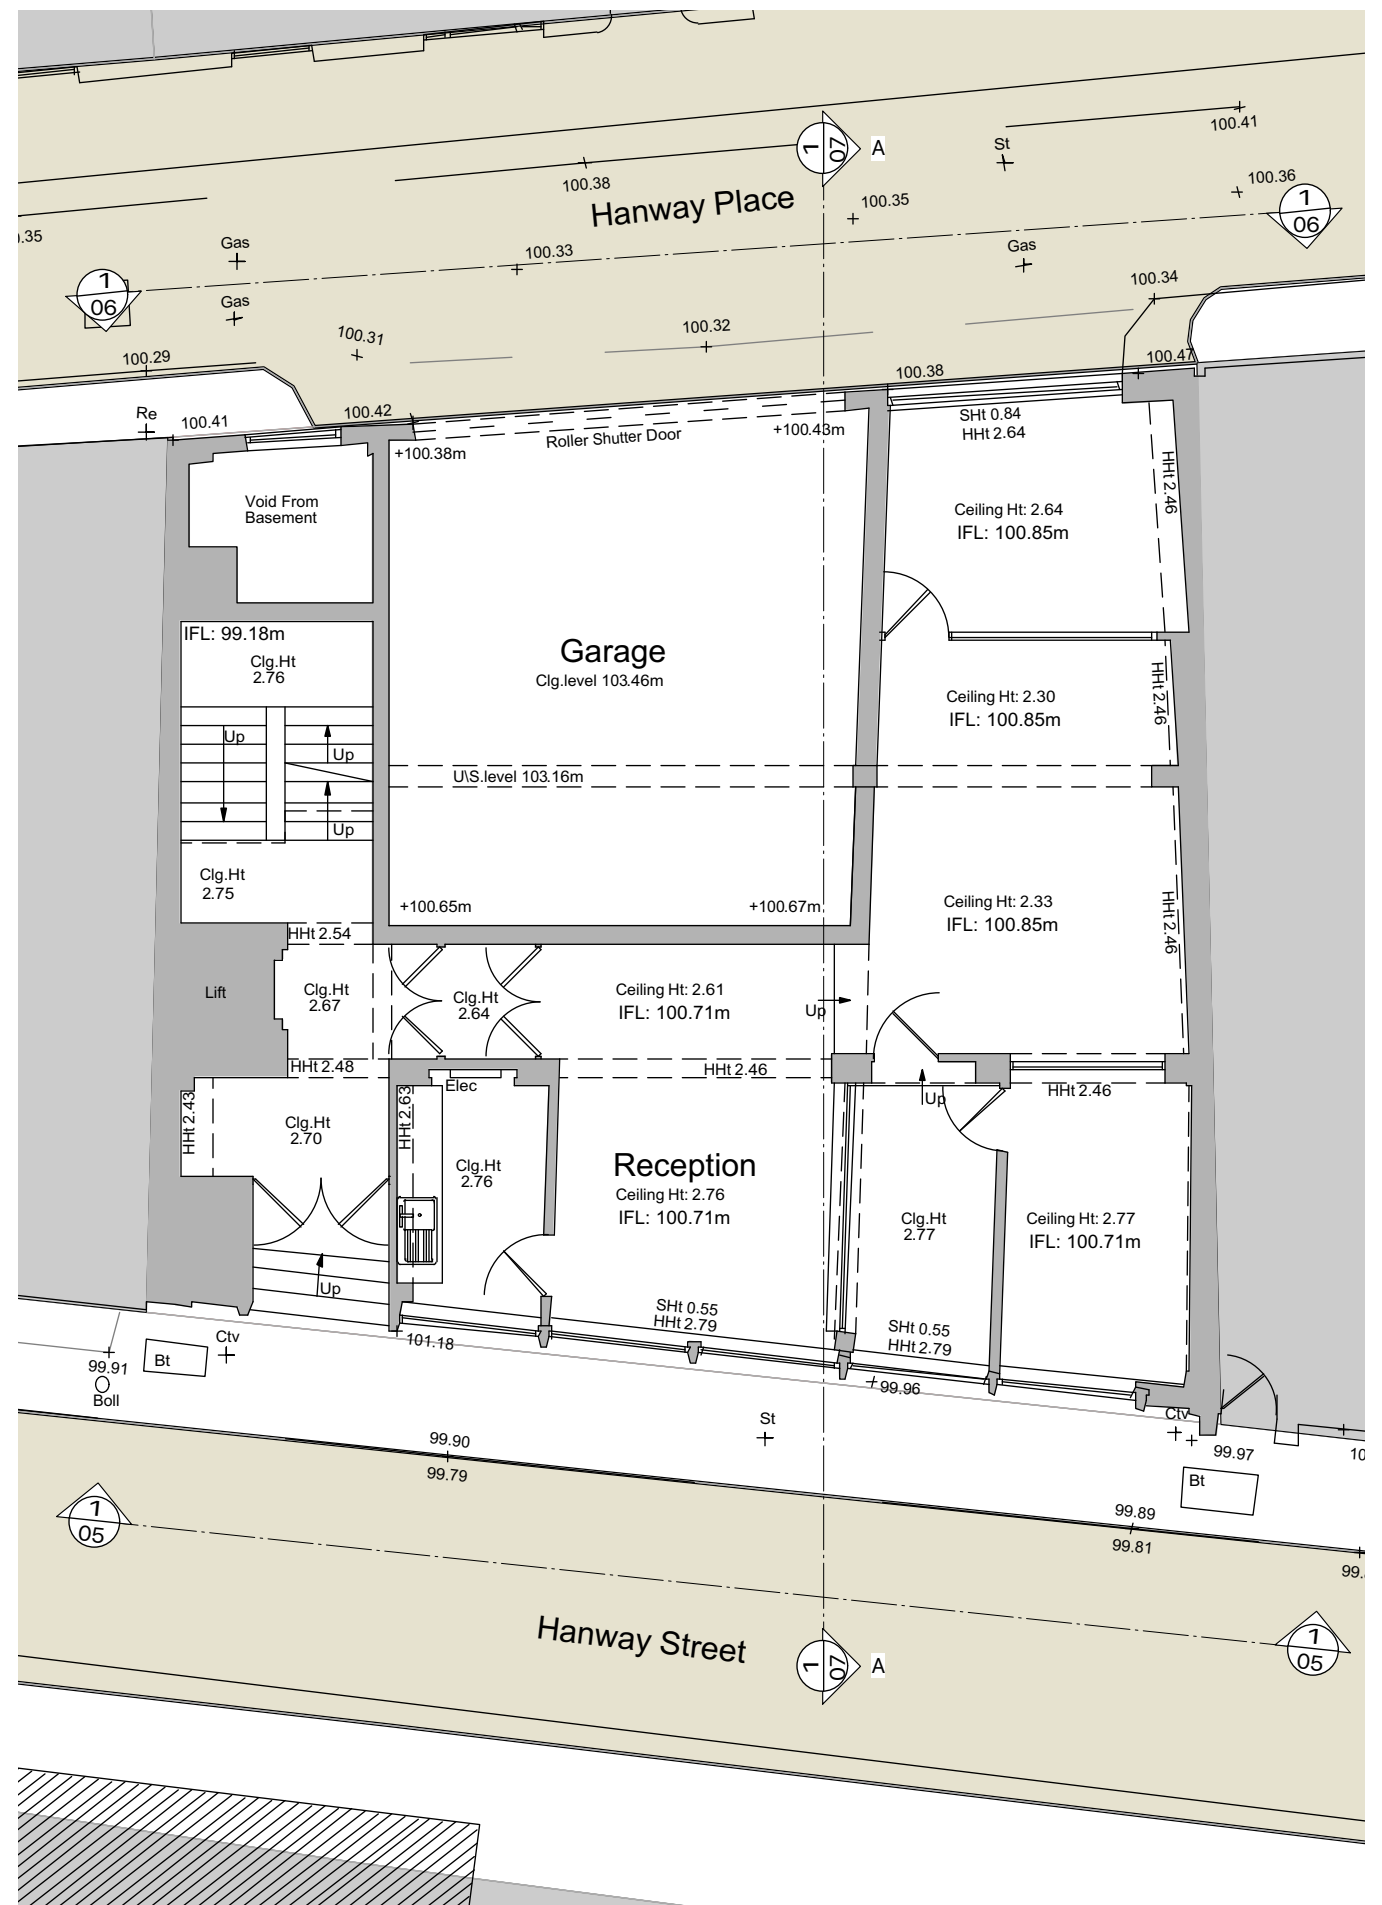 100.41
1
07
A
St
100.38
Hanway Place
100.36
100.35
1
06
.35
Gas
100.33
Gas
1
06
Gas
100.34
100.31
100.32
100.29
100.47
100.38
Re
100.41
100.42
SHt 0.84
HHt 2.64
Roller Shutter Door
+100.43m
+100.38m
HHt 2.46
Void From
Basement
Ceiling Ht: 2.64
IFL: 100.85m
IFL: 99.18m
Clg.Ht
2.76
Garage
Clg.level 103.46m
HHt 2.46
Ceiling Ht: 2.30
IFL: 100.85m
Up
Up
U\S.level 103.16m
Up
Clg.Ht
2.75
+100.65m
+100.67m
Ceiling Ht: 2.33
IFL: 100.85m
HHt 2.46
HHt 2.54
Lift
Clg.Ht
2.67
Clg.Ht
2.64
Ceiling Ht: 2.61
IFL: 100.71m
Up
HHt 2.48
HHt 2.46
Elec
HHt 2.46
Up
HHt 2.43
HHt 2.63
Clg.Ht
2.70
Clg.Ht
2.76
Reception
Ceiling Ht: 2.76
IFL: 100.71m
Clg.Ht
2.77
Ceiling Ht: 2.77
IFL: 100.71m
Up
SHt 0.55
HHt 2.79
SHt 0.55
HHt 2.79
101.18
Ctv
99.91
Bt
Boll
99.96
Ctv
St
99.90
99.79
99.97
10
Bt
1
05
99.89
99.81
99.
Hanway Street
1
05
1
07
A